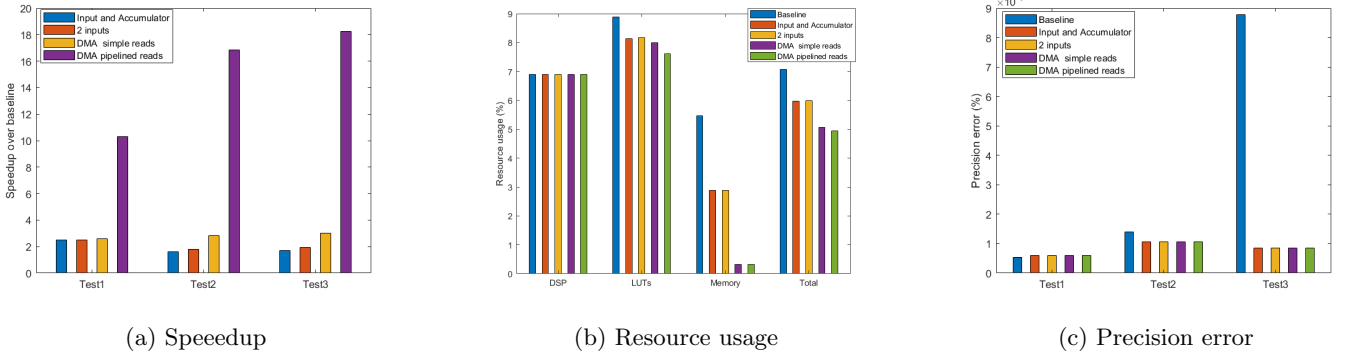 20
18
16
14
12
10
8
6
4
2
0
Speedup over baseline
Input and Accumulator
2 inputs
DMA simple reads
DMA pipelined reads
Test1
Test2
Test3
(a) Speeedup
9
8
7
6
5
4
3
2
1
0
Resource usage (%)
Baseline
Input and Accumulator
2 inputs
DMA simple reads
DMA pipelined reads
DSP
LUTs
Memory
Total
(b) Resource usage
9
8
7
6
5
4
3
2
1
0
Precision error (%)
Baseline
Input and Accumulator
2 inputs
DMA simple reads
DMA pipelined reads
Test1
Test2
Test3
(c) Precision error